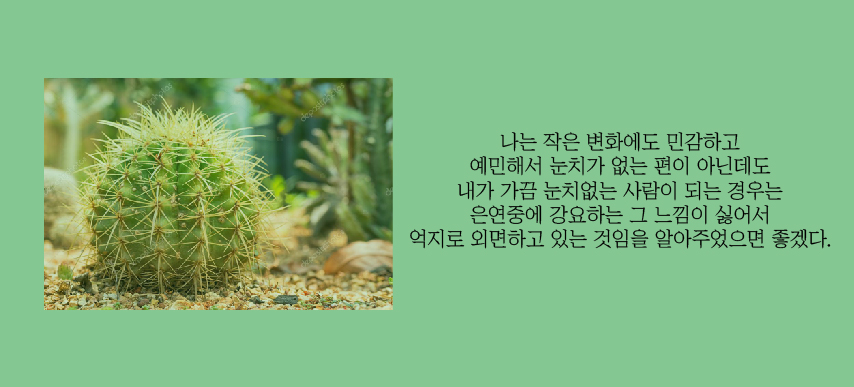 나는 작은 변화에도 민감하고
예민해서 눈치가 없는 편이 아닌데도
내가 가끔 눈치없는 사람이 되는 경우는
은연중에 강요하는 그 느낌이 싫어서
억지로 외면하고 있는 것임을 알아주었으면 좋겠다.